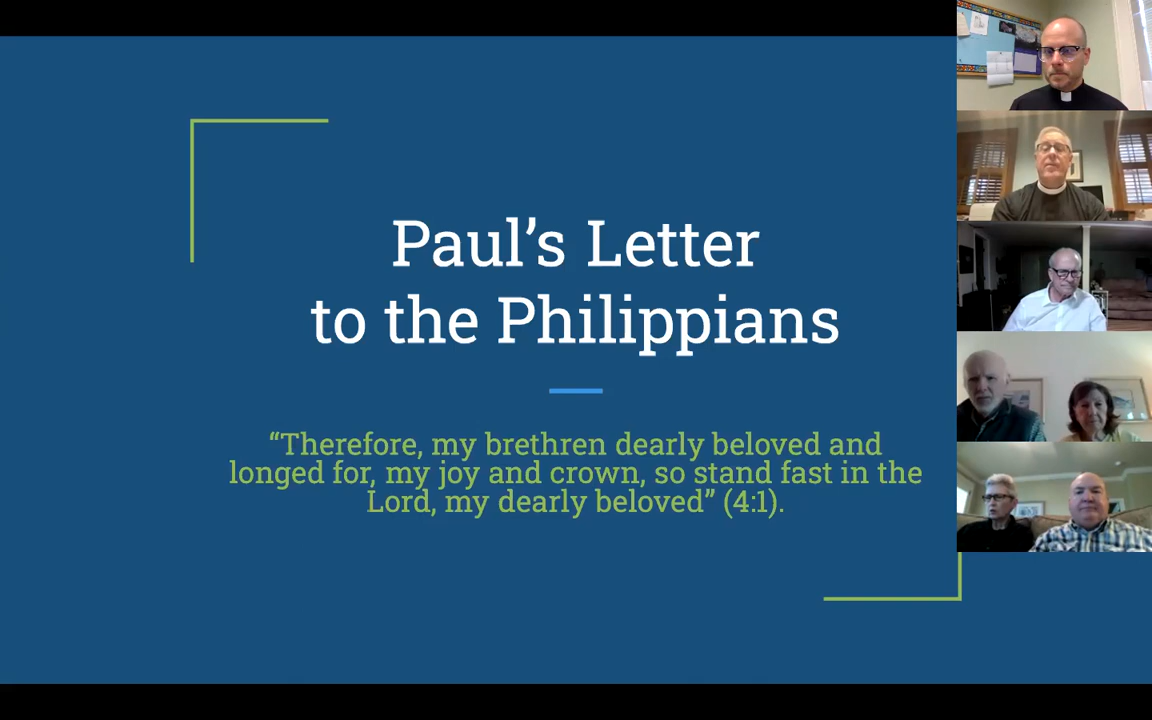 Paul’s Letter
to the Philippians
“Therefore, my brethren dearly beloved and
longed for, my joy and crown, so stand fast in the
Lord, my dearly beloved” (4:1).